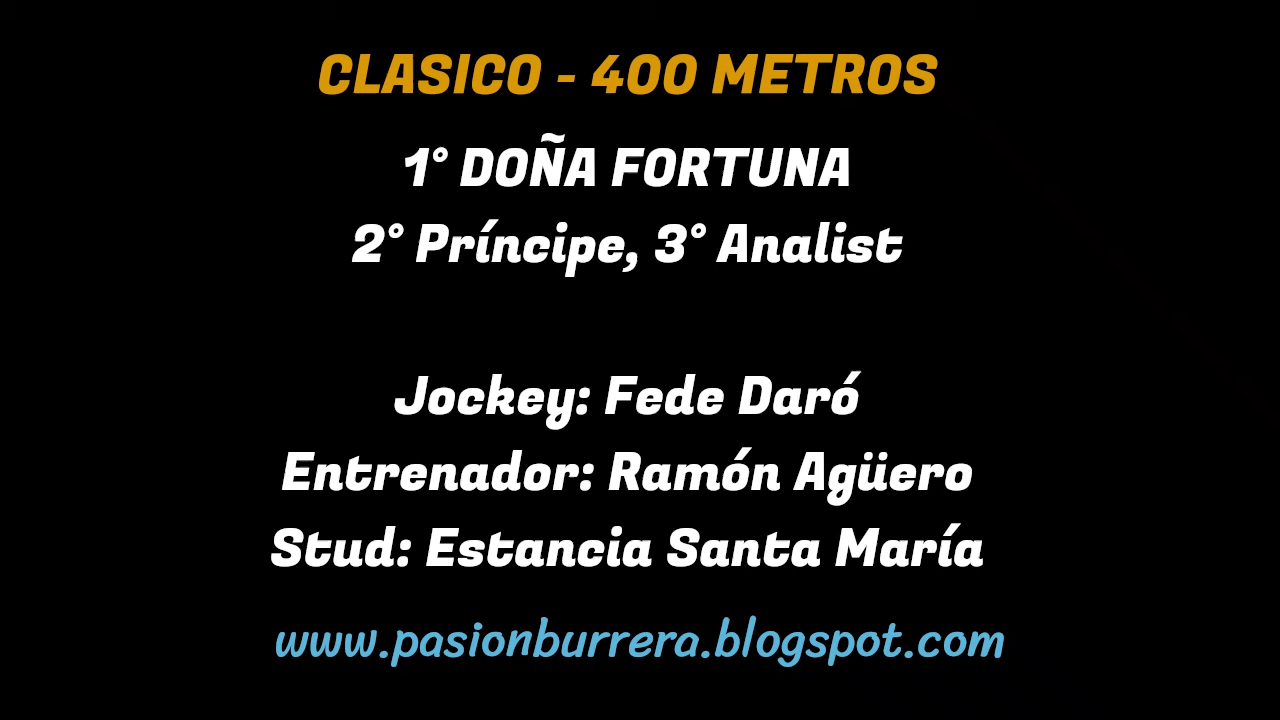 CLASICO - 400 METROS
1° DOÑA FORTUNA
2° Príncipe, 3° Analist
Jockey: Fede Daró
Entrenador: Ramón Agüero
Stud: Estancia Santa María
www.pasionburrera.blogspot.com